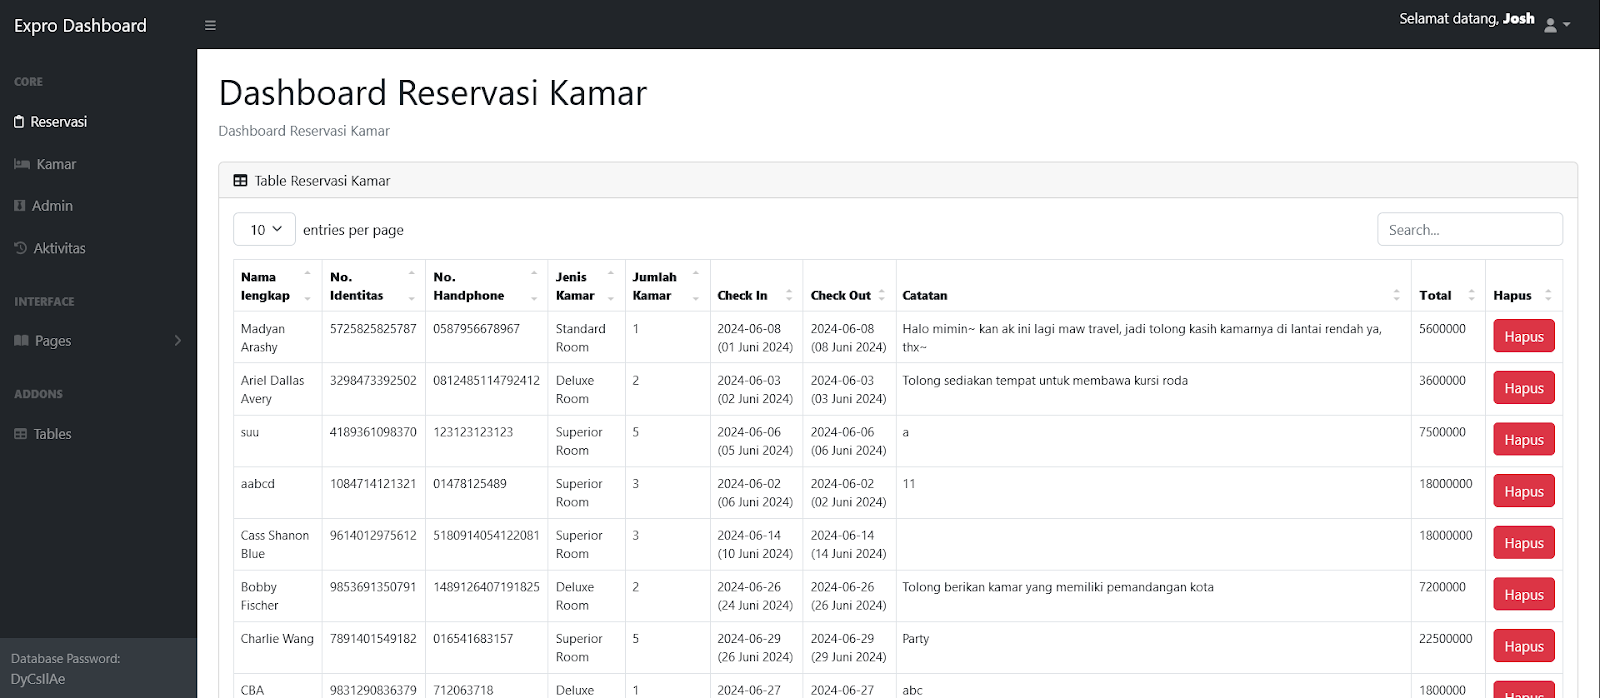 Expro Dashboard
Selamat datang, Josh
CORE
Reservasi
Kamar
Admin
Aktivitas
INTERFACE
Pages
ADDONS
Tables
Database Password:
DyCsIlAe
Dashboard Reservasi Kamar
Dashboard Reservasi Kamar
Table Reservasi Kamar
10 entries per page
Search...
Nama lengkap No. Identitas No. Handphone Jenis Kamar Jumlah Kamar Check In Check Out Catatan Total Hapus
Madyan Arashy 5725825825787 0587956678967 Standard Room 1 2024-06-08 (01 Juni 2024) 2024-06-08 (08 Juni 2024) Halo mimin~ kan ak ini lagi maw travel, jadi tolong kasih kamarnya di lantai rendah ya, thx~ 5600000 Hapus
Ariel Dallas Avery 3298473392502 0812485114792412 Deluxe Room 2 2024-06-03 (02 Juni 2024) 2024-06-03 (03 Juni 2024) Tolong sediakan tempat untuk membawa kursi roda 3600000 Hapus
suu 4189361098370 123123123123 Superior Room 5 2024-06-06 (05 Juni 2024) 2024-06-06 (06 Juni 2024) a 7500000 Hapus
aabcd 1084714121321 01478125489 Superior Room 3 2024-06-02 (06 Juni 2024) 2024-06-02 (02 Juni 2024) 11 18000000 Hapus
Cass Shanon Blue 9614012975612 5180914054122081 Superior Room 3 2024-06-14 (10 Juni 2024) 2024-06-14 (14 Juni 2024) 18000000 Hapus
Bobby Fischer 9853691350791 1489126407191825 Deluxe Room 2 2024-06-26 (24 Juni 2024) 2024-06-26 (26 Juni 2024) Tolong berikan kamar yang memiliki pemandangan kota 7200000 Hapus
Charlie Wang 7891401549182 016541683157 Superior Room 5 2024-06-29 (26 Juni 2024) 2024-06-29 (29 Juni 2024) Party 22500000 Hapus
CBA 9831290836379 712063718 Deluxe 1 2024-06-27 2024-06-27 abc 1800000 Hapus